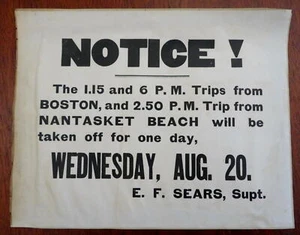 NOTICE !
The 1.15 and 6 P. M. Trips from
BOSTON, and 2.50 P. M. Trip from
NANTASKET BEACH will be
taken off for one day,
WEDNESDAY, AUG. 20.
E. F. SEARS, Supt.